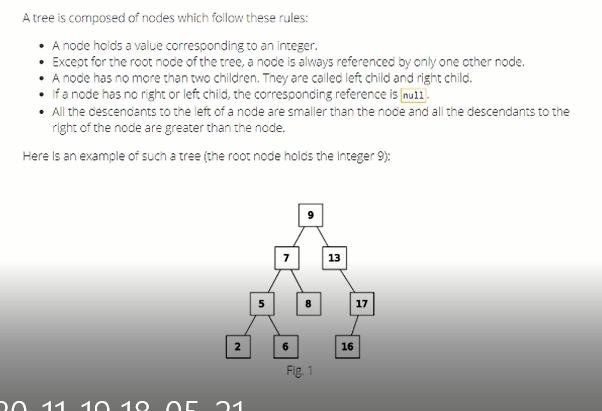 A tree is composed of nodes which follow these rules:
A node holds a value corresponding to an integer.
Except for the root node of the tree, a node is always referenced by only one other node.
A node has no more than two children. They are called left child and right child.
If a node has no right or left child, the corresponding reference is null.
All the descendants to the left of a node are smaller than the node and all the descendants to the
right of the node are greater than the node.
Here is an example of such a tree (the root node holds the integer 9):
9
7 13
5 8 17
2 6 16
Fig. 1